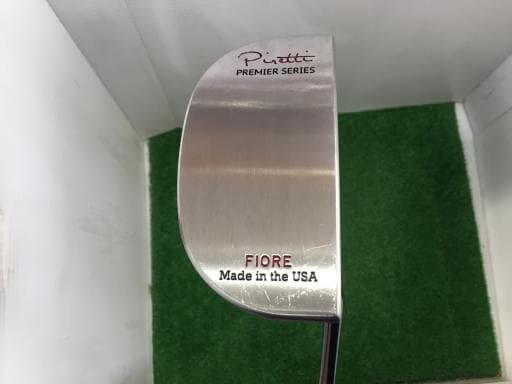 Piretti
PREMIER SERIES
FIORE
Made in the USA